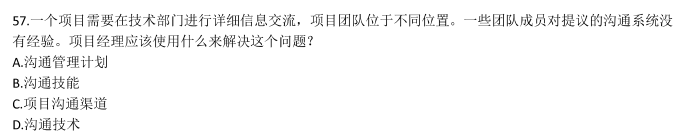 57.一个项目需要在技术部门进行详细信息交流，项目团队位于不同位置。一些团队成员对提议的沟通系统没
有经验。项目经理应该使用什么来解决这个问题？
A.沟通管理计划
B.沟通技能
C.项目沟通渠道
D.沟通技术